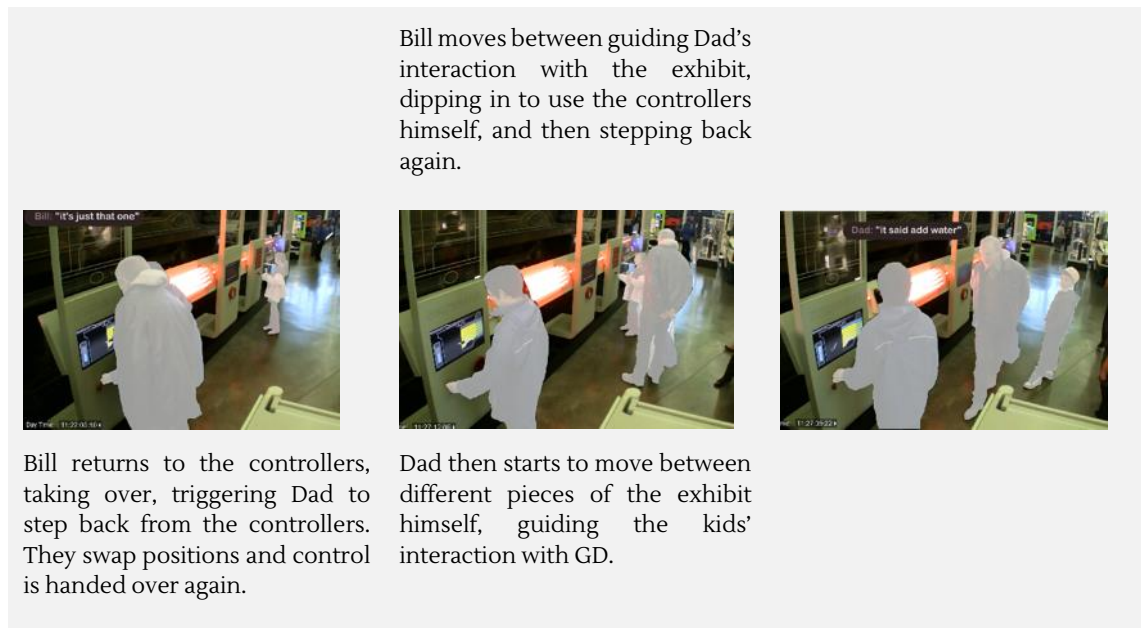 Bill moves between guiding Dad's
interaction with the exhibit,
dipping in to use the controllers
himself, and then stepping back
again.
Bill: "it's just that one"
Dad: "it said add water"
Day Time
Bill returns to the controllers,
taking over, triggering Dad to
step back from the controllers.
They swap positions and control
is handed over again.
Dad then starts to move between
different pieces of the exhibit
himself, guiding the kids'
interaction with GD.